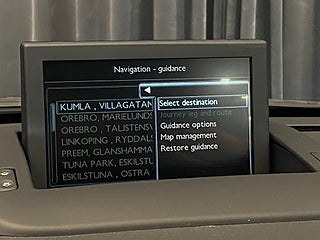 Navigation - guidance
KUMLA , VILLAGATAN
OREBRO, MARIELUNDS
OREBRO , TALISTENSV
LINKOPING , RYDDALS
PREEM, GLANSHAMMA
TUNA PARK, ESKILSTU
ESKILSTUNA , OSTRA
Select destination
Journey leg and route
Guidance options
Map management
Restore guidance